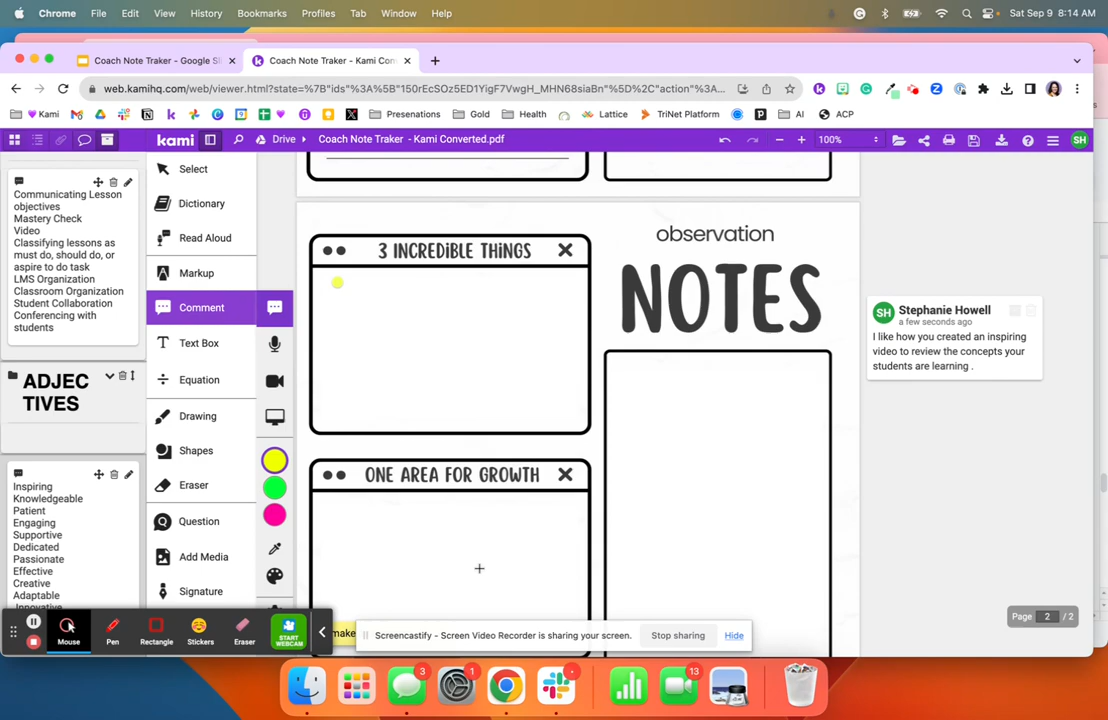 Chrome File Edit View History Bookmarks Profiles Tab Window Help Sat Sep 9 8:14 AM
Coach Note Traker - Google Sl
Coach Note Traker - Kami Con
web.kamihq.com/web/viewer.html?state=%7B"ids"%3A%5B"150rEcSOz5ED1YigF7VwgH_MHN68siaBn"%5D%2C"action"%3A...
Kami Presenations Gold Health Lattice TriNet Platform AI ACP
kami Drive Coach Note Traker - Kami Converted.pdf 100% SH
Communicating Lesson
objectives
Mastery Check
Video
Classifying lessons as
must do, should do, or
aspire to do task
LMS Organization
Classroom Organization
Student Collaboration
Conferencing with
students
ADJEC
TIVES
Inspiring
Knowledgeable
Patient
Engaging
Supportive
Dedicated
Passionate
Effective
Creative
Adaptable
Innovative
Select
Dictionary
Read Aloud
Markup
Comment
Text Box
Equation
Drawing
Shapes
Eraser
Question
Add Media
Signature
3 INCREDIBLE THINGS
ONE AREA FOR GROWTH
make
observation
NOTES
SH Stephanie Howell
a few seconds ago
I like how you created an inspiring
video to review the concepts your
students are learning .
Page 2 / 2
Mouse Pen Rectangle Stickers Eraser START
WEBCAM
Screencastify - Screen Video Recorder is sharing your screen. Stop sharing Hide
3 1 13